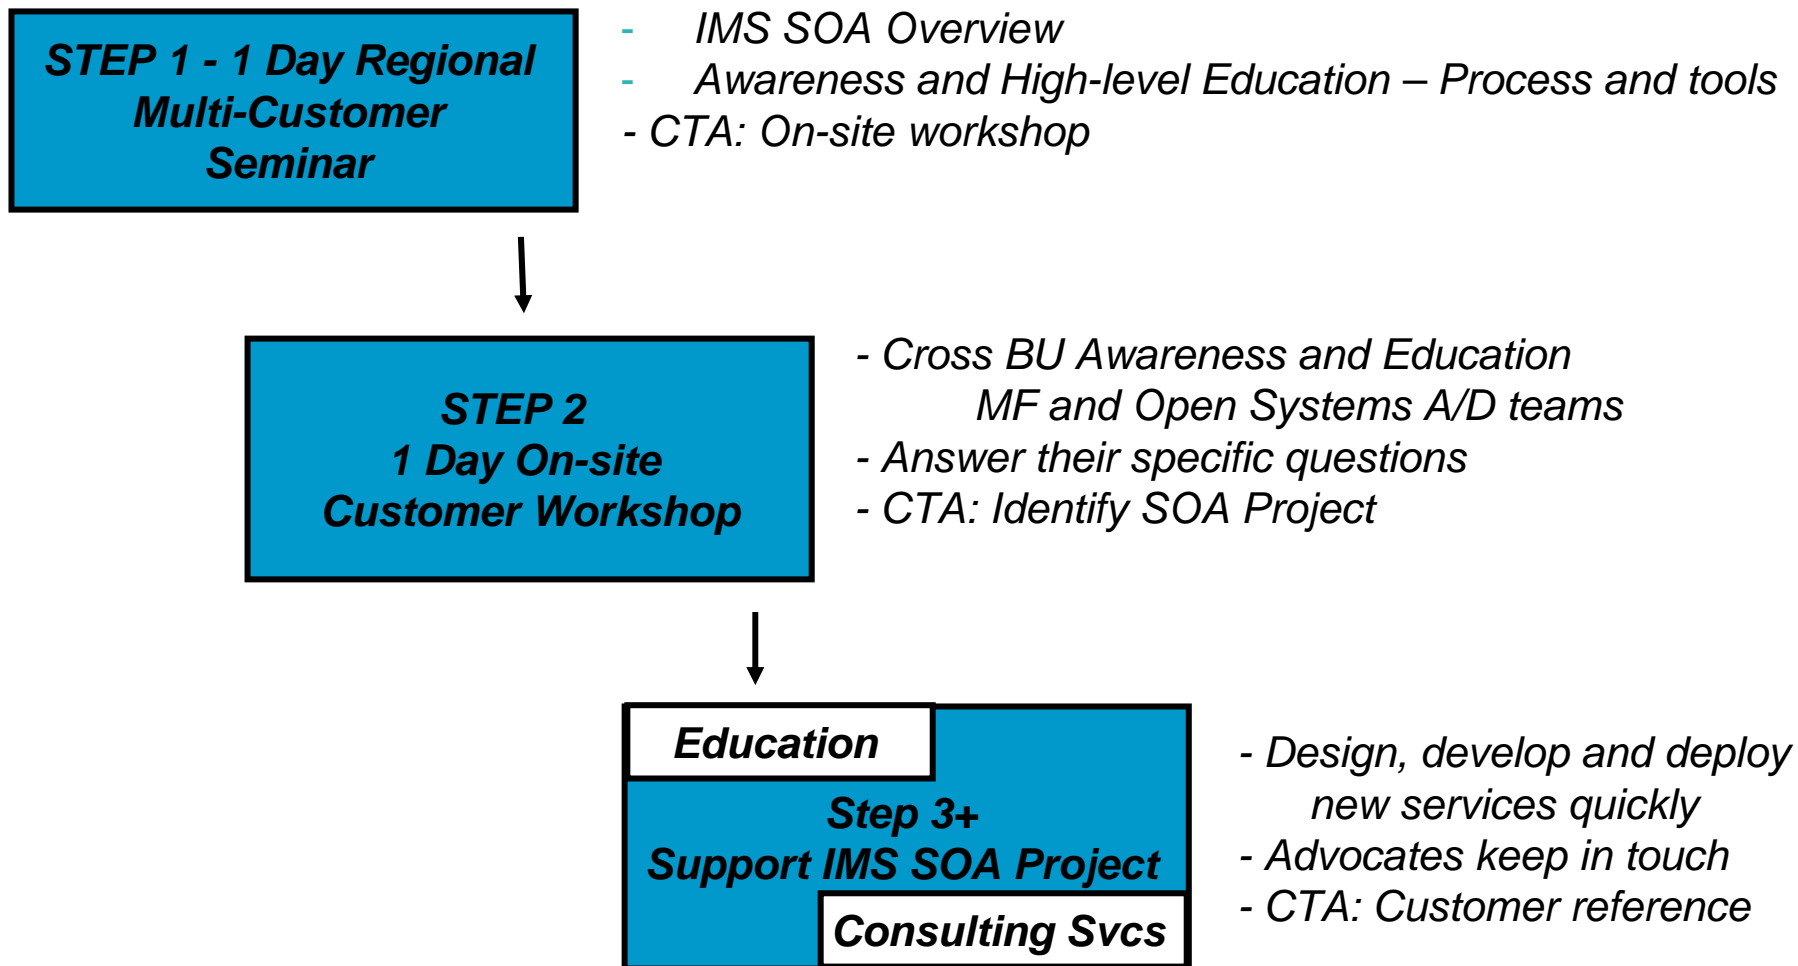 STEP 1 - 1 Day Regional
Multi-Customer
Seminar
- IMS SOA Overview
- Awareness and High-level Education – Process and tools
- CTA: On-site workshop
STEP 2
1 Day On-site
Customer Workshop
- Cross BU Awareness and Education
MF and Open Systems A/D teams
- Answer their specific questions
- CTA: Identify SOA Project
Education
Step 3+
Support IMS SOA Project
Consulting Svcs
- Design, develop and deploy
new services quickly
- Advocates keep in touch
- CTA: Customer reference